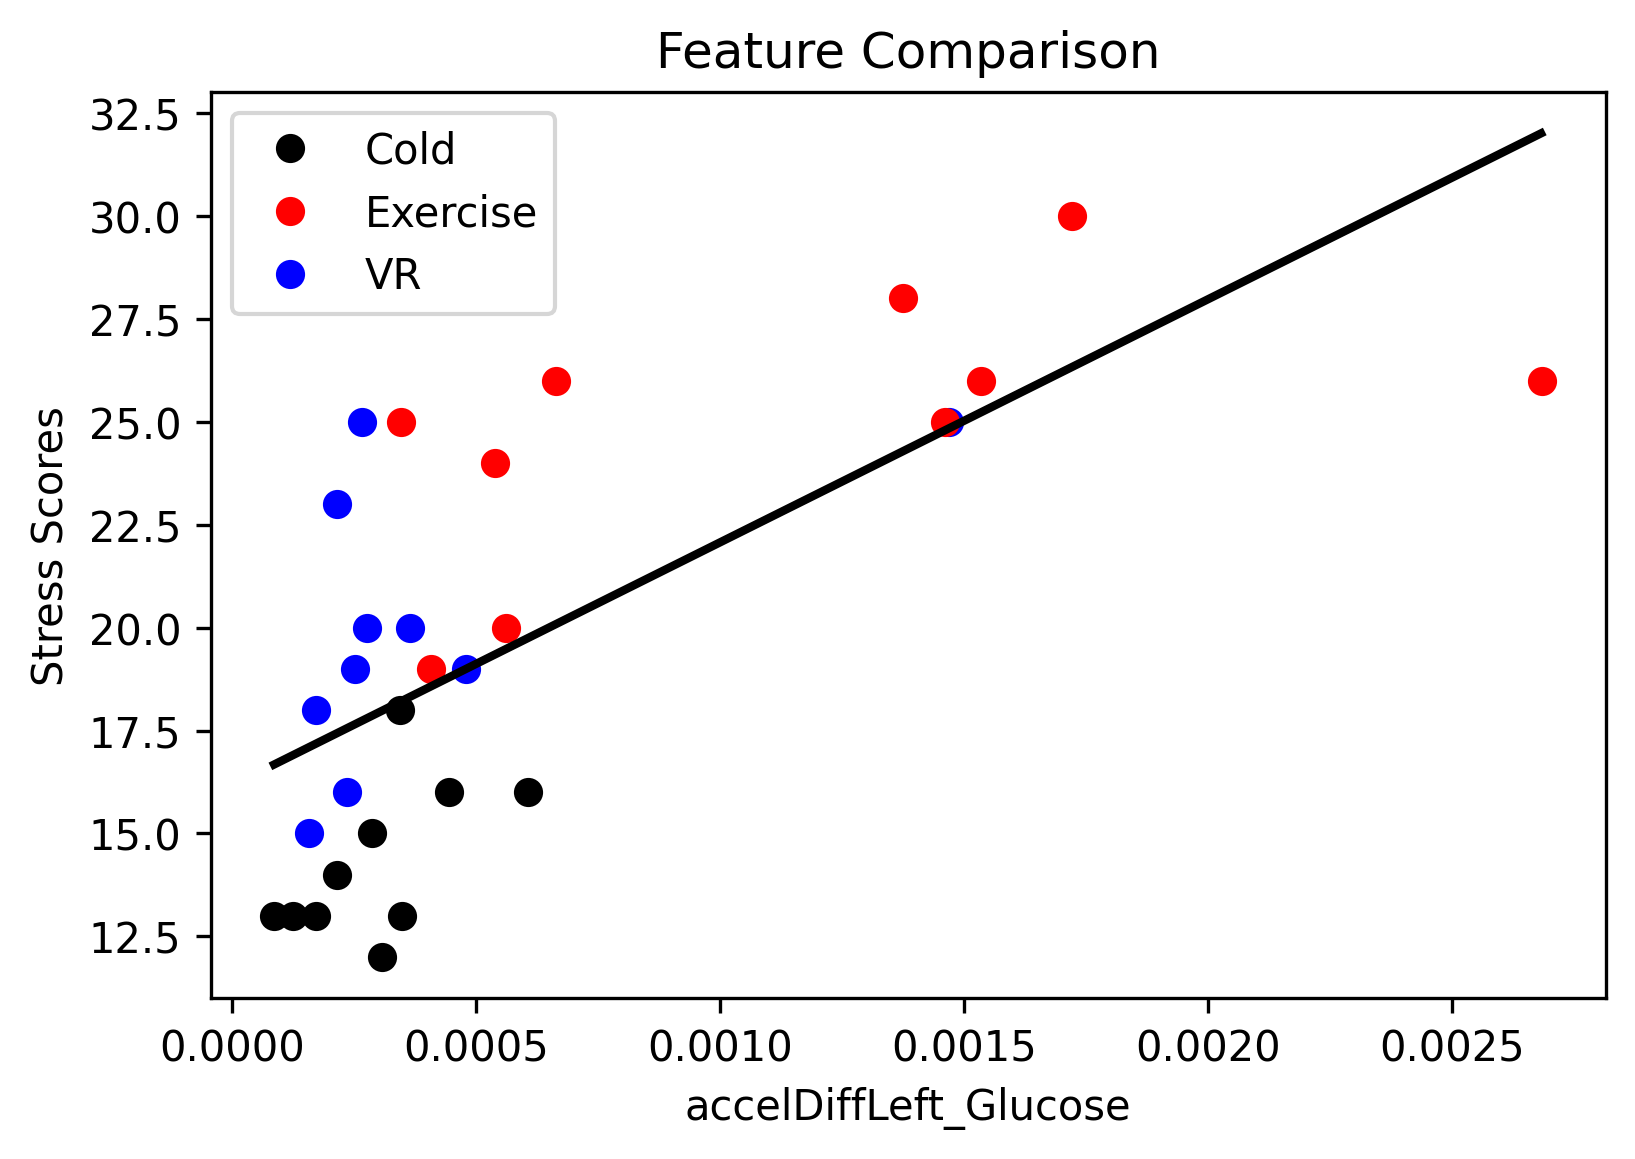 Feature Comparison
32.5
30.0
27.5
25.0
22.5
20.0
17.5
15.0
12.5
Cold
Exercise
VR
Stress Scores
0.0000 0.0005 0.0010 0.0015 0.0020 0.0025
accelDiffLeft_Glucose